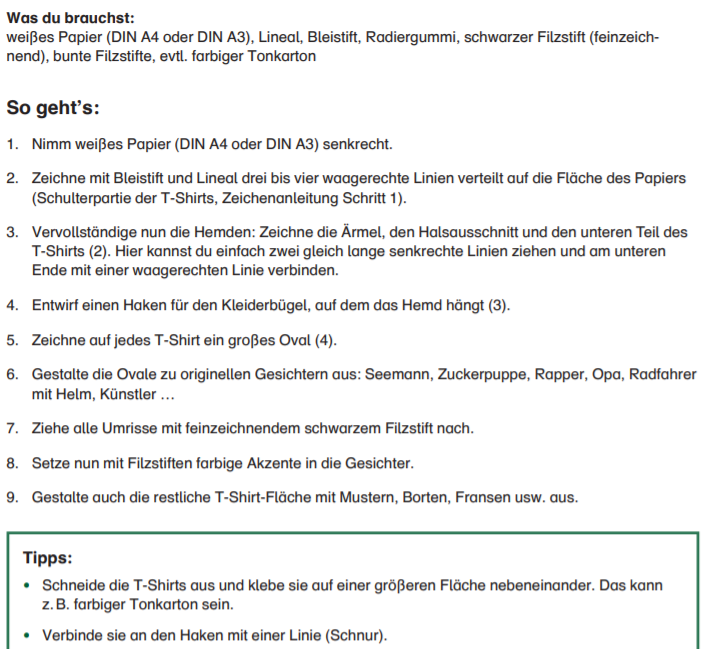 Was du brauchst:
weißes Papier (DIN A4 oder DIN A3), Lineal, Bleistift, Radiergummi, schwarzer Filzstift (feinzeich-
nend), bunte Filzstifte, evtl. farbiger Tonkarton
So geht's:
1. Nimm weißes Papier (DIN A4 oder DIN A3) senkrecht.
2. Zeichne mit Bleistift und Lineal drei bis vier waagerechte Linien verteilt auf die Fläche des Papiers
(Schulterpartie der T-Shirts, Zeichenanleitung Schritt 1).
3. Vervollständige nun die Hemden: Zeichne die Ärmel, den Halsausschnitt und den unteren Teil des
T-Shirts (2). Hier kannst du einfach zwei gleich lange senkrechte Linien ziehen und am unteren
Ende mit einer waagerechten Linie verbinden.
4. Entwirf einen Haken für den Kleiderbügel, auf dem das Hemd hängt (3).
5. Zeichne auf jedes T-Shirt ein großes Oval (4).
6. Gestalte die Ovale zu originellen Gesichtern aus: Seemann, Zuckerpuppe, Rapper, Opa, Radfahrer
mit Helm, Künstler …
7. Ziehe alle Umrisse mit feinzeichnendem schwarzem Filzstift nach.
8. Setze nun mit Filzstiften farbige Akzente in die Gesichter.
9. Gestalte auch die restliche T-Shirt-Fläche mit Mustern, Borten, Fransen usw. aus.
Tipps:
• Schneide die T-Shirts aus und klebe sie auf einer größeren Fläche nebeneinander. Das kann
z. B. farbiger Tonkarton sein.
• Verbinde sie an den Haken mit einer Linie (Schnur).